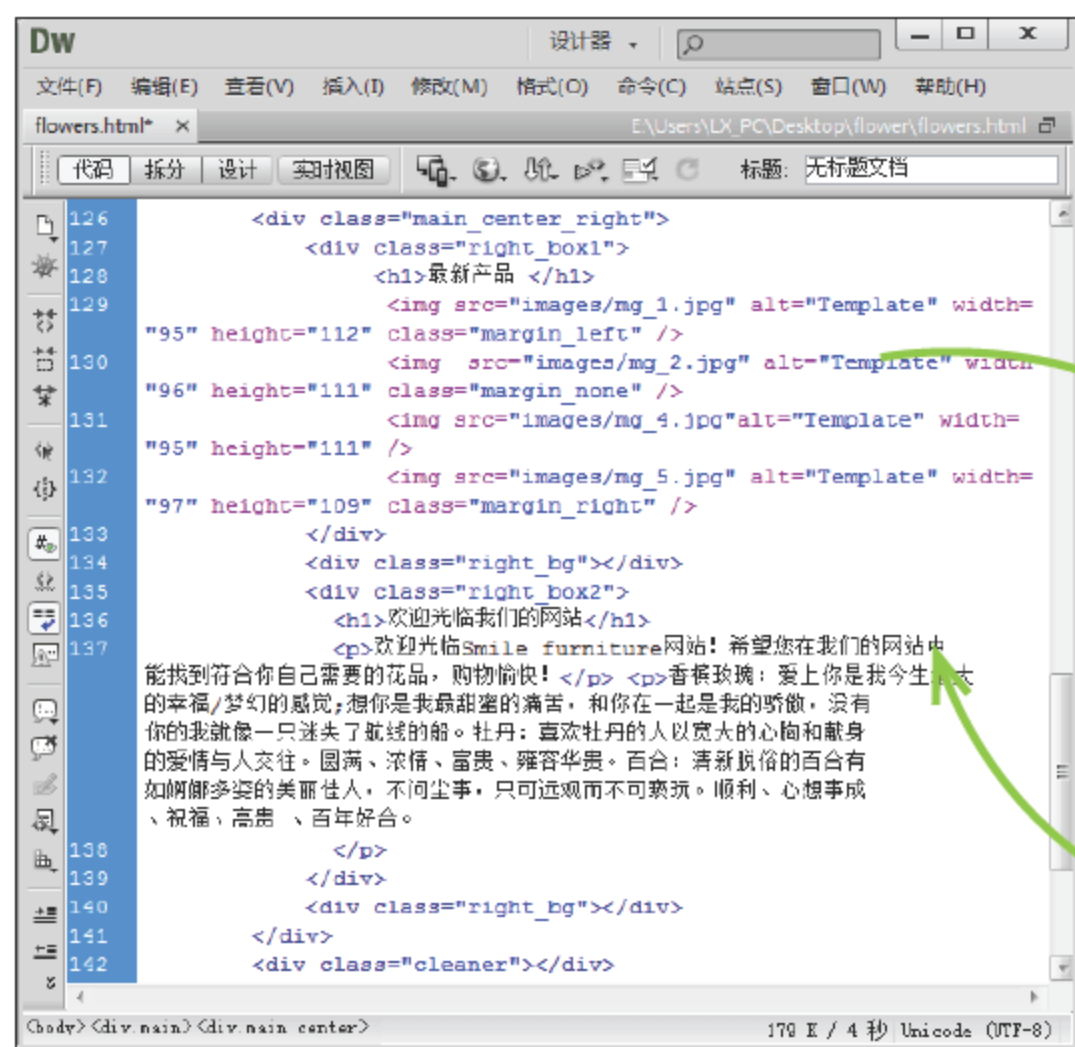 Dw
设计器
文件(F) 编辑(E) 查看(V) 插入(I) 修改(M) 格式(O) 命令(C) 站点(S) 窗口(W) 帮助(H)
flowers.html* × E:\Users\LX_PC\Desktop\flower\flowers.html
代码 拆分 设计 实时视图 标题: 无标题文档
126 <div class="main_center_right">
127 <div class="right_box1">
128 <h1>最新产品 </h1>
129 <img src="images/mg_1.jpg" alt="Template" width=
"95" height="112" class="margin_left" />
130 <img src="images/mg_2.jpg" alt="Template" width
"96" height="111" class="margin_none" />
131 <img src="images/mg_4.jpg"alt="Template" width=
"95" height="111" />
132 <img src="images/mg_5.jpg" alt="Template" width=
"97" height="109" class="margin_right" />
133 </div>
134 <div class="right_bg"></div>
135 <div class="right_box2">
136 <h1>欢迎光临我们的网站</h1>
137 <p>欢迎光临Smile furniture网站! 希望您在我们的网站内
能找到符合你自己需要的花品，购物愉快! </p> <p>香槟玫瑰: 爱上你是我今生 大
的幸福/梦幻的感觉;想你是我最甜蜜的痛苦，和你在一起是我的骄傲，没有
你的我就像一只迷失了航线的船。牡丹: 喜欢牡丹的人以宽大的心胸和献身
的爱情与人交往。圆满、浓情、富贵、雍容华贵。百合: 清新脱俗的百合有
如婀娜多姿的美丽佳人，不问尘事，只可远观而不可亵玩。顺利、心想事成
、祝福、高贵 、百年好合。
138 </p>
139 </div>
140 <div class="right_bg"></div>
141 </div>
142 <div class="cleaner"></div>
<body> <div.main> <div.main_center> 179 K / 4 秒 Unicode (UTF-8)